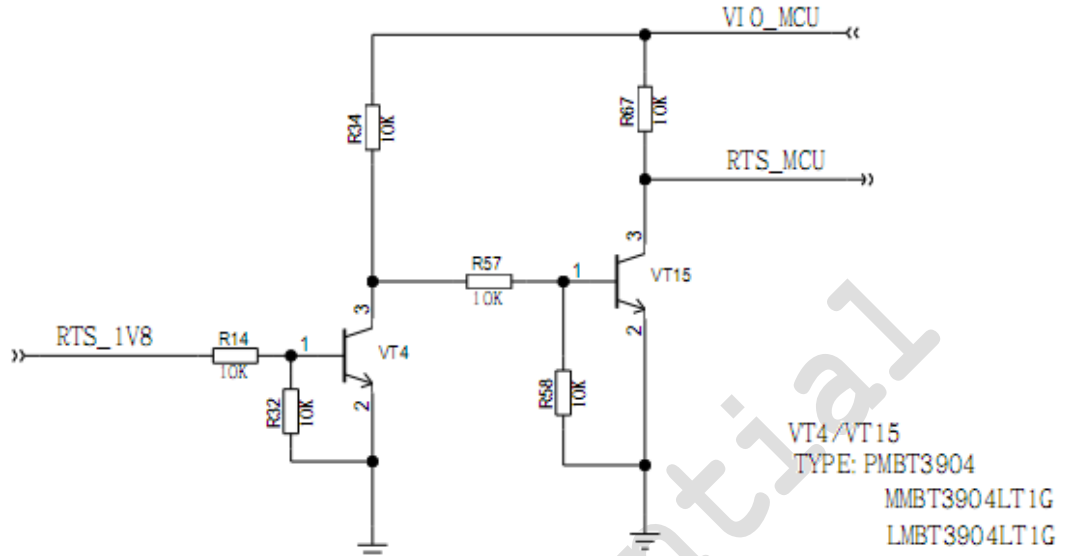 VIO_MCU
R34
10K
R67
10K
RTS_MCU
3
R57
10K
1
VT15
2
3
RTS_1V8
R14
10K
1
VT4
2
R32
10K
R58
10K
VT4/VT15
TYPE: PMBT3904
MMBT3904LT1G
LMBT3904LT1G
ntial